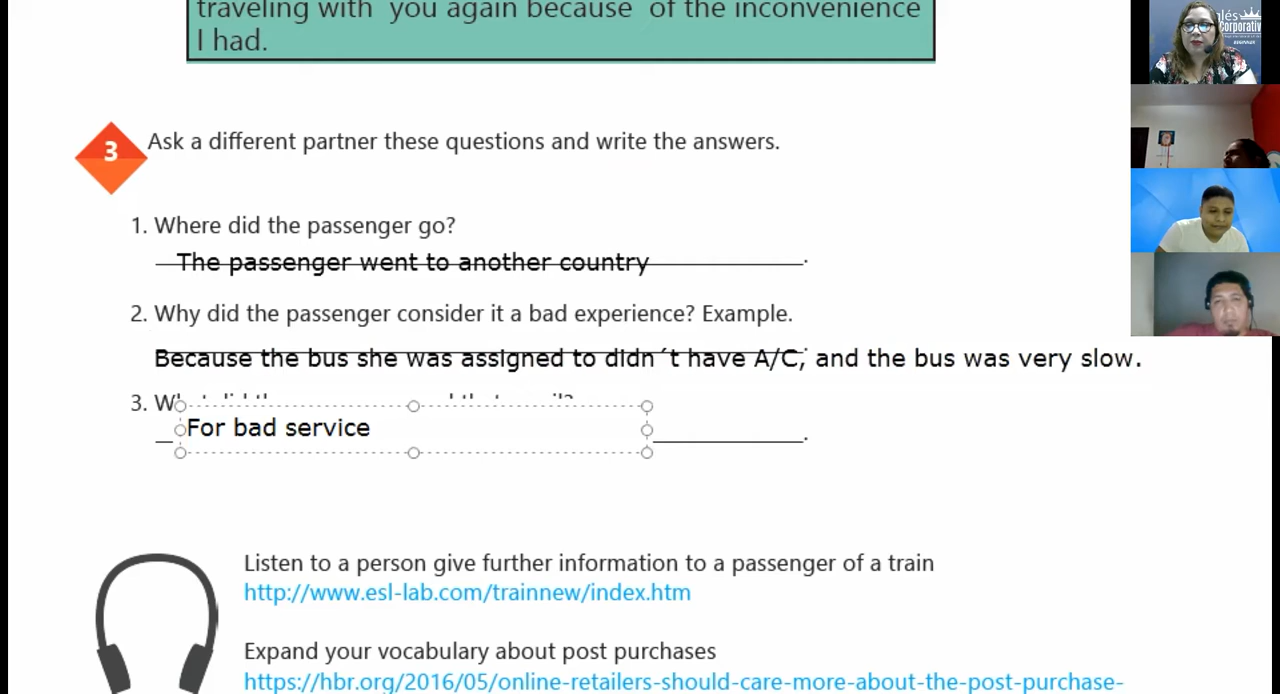 traveling with you again because of the inconvenience
I had.
3
Ask a different partner these questions and write the answers.
1. Where did the passenger go?
The passenger went to another country
2. Why did the passenger consider it a bad experience? Example.
Because the bus she was assigned to didn´t have A/C, and the bus was very slow.
3.
For bad service
Listen to a person give further information to a passenger of a train
http://www.esl-lab.com/trainnew/index.htm
Expand your vocabulary about post purchases
https://hbr.org/2016/05/online-retailers-should-care-more-about-the-post-purchase-